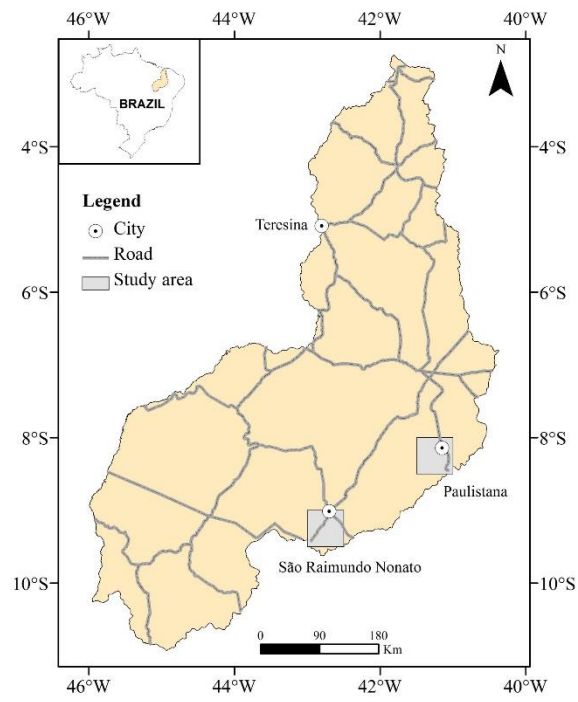 46°W 44°W 42°W 40°W
BRAZIL
N
4°S 4°S
Legend
City
Road
Study area
Teresina
6°S 6°S
8°S 8°S
Paulistana
São Raimundo Nonato
10°S 10°S
0 90 180
Km
46°W 44°W 42°W 40°W